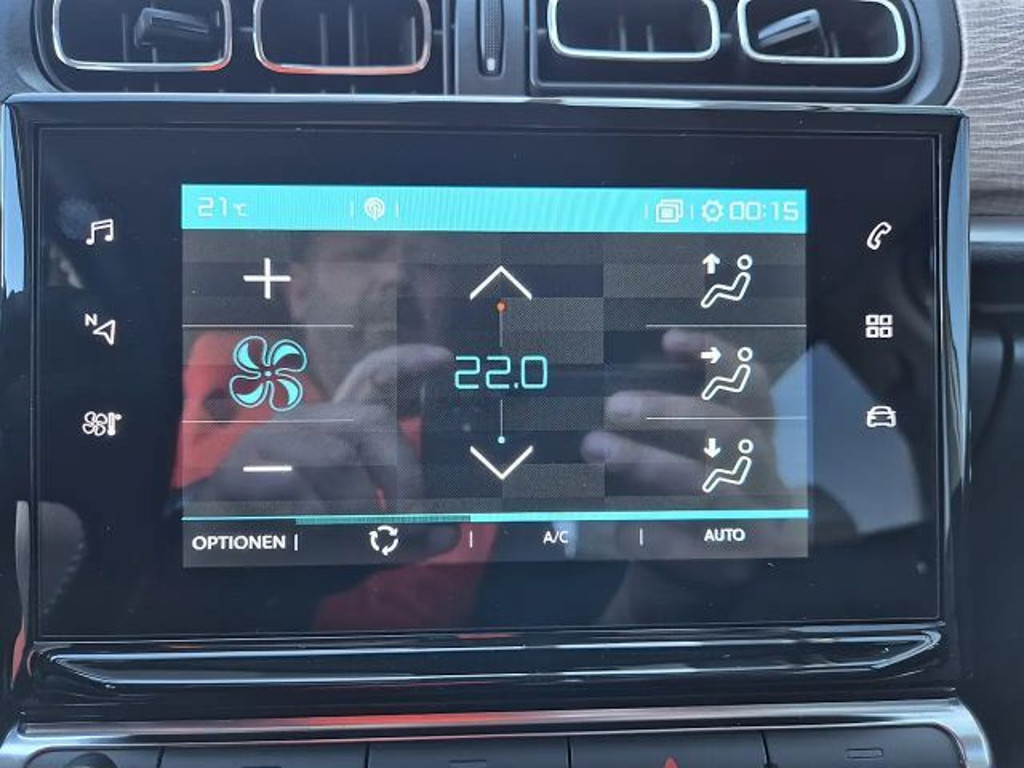 21°C 00:15
N
22.0
OPTIONEN | | A/C | AUTO